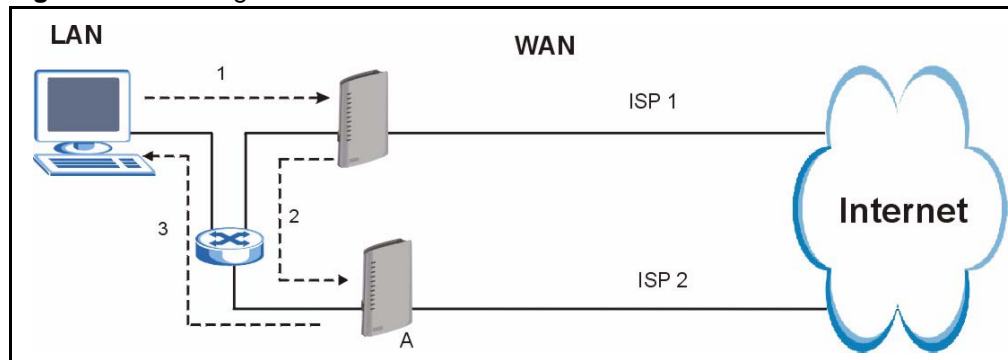 LAN
WAN
1
ISP 1
Internet
2
3
ISP 2
A